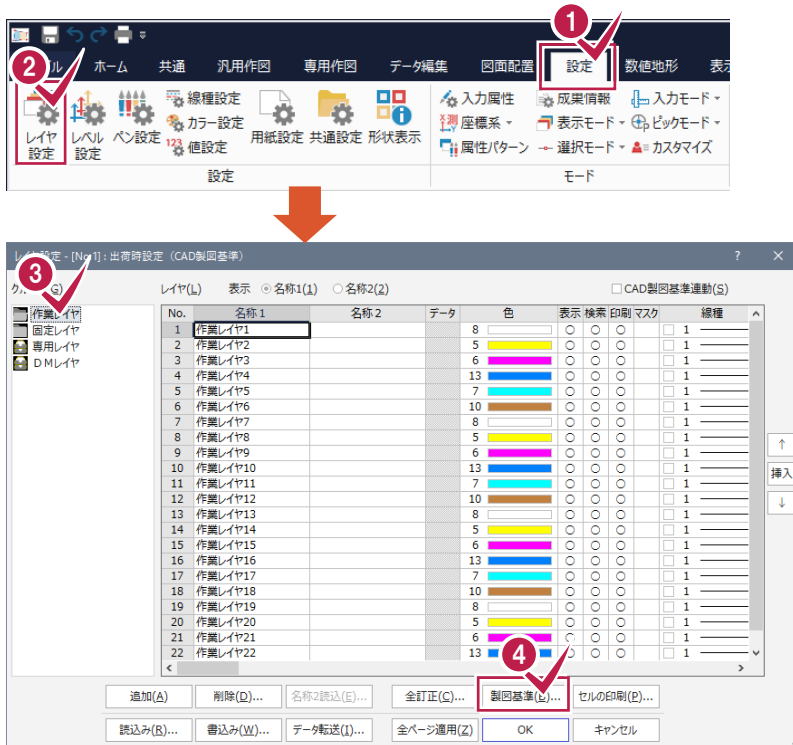 1
2
ホーム 共通 汎用作図 専用作図 データ編集 図面配置 設定 数値地形
レイヤ設定 レベル設定 ペン設定 線種設定 カラー設定 123 値設定 用紙設定 共通設定 形状表示 入力属性 座標系 属性パターン 成果情報 表示モード 選択モード 入力モード ピックモード カスタマイズ
設定 モード
レイヤ設定 - [No.1] : 出荷時設定（CAD製図基準） ? ×
3
レイヤ(L) 表示 名称1(1) 名称2(2) CAD製図基準連動(S)
作業レイヤ
固定レイヤ
専用レイヤ
ＤＭレイヤ
No. 名称 1 名称 2 データ 色 表示 検索 印刷 マスク 線種
1 作業レイヤ1 8 ○ ○ ○ 1
2 作業レイヤ2 5 ○ ○ ○ 1
3 作業レイヤ3 6 ○ ○ ○ 1
4 作業レイヤ4 13 ○ ○ ○ 1
5 作業レイヤ5 7 ○ ○ ○ 1
6 作業レイヤ6 10 ○ ○ ○ 1
7 作業レイヤ7 8 ○ ○ ○ 1
8 作業レイヤ8 5 ○ ○ ○ 1
9 作業レイヤ9 6 ○ ○ ○ 1
10 作業レイヤ10 13 ○ ○ ○ 1
11 作業レイヤ11 7 ○ ○ ○ 1
12 作業レイヤ12 10 ○ ○ ○ 1
13 作業レイヤ13 8 ○ ○ ○ 1
14 作業レイヤ14 5 ○ ○ ○ 1
15 作業レイヤ15 6 ○ ○ ○ 1
16 作業レイヤ16 13 ○ ○ ○ 1
17 作業レイヤ17 7 ○ ○ ○ 1
18 作業レイヤ18 10 ○ ○ ○ 1
19 作業レイヤ19 8 ○ ○ ○ 1
20 作業レイヤ20 5 ○ ○ ○ 1
21 作業レイヤ21 6 ○ ○ ○ 1
22 作業レイヤ22 13 ○ ○ ○ 1
↑
挿入
↓
4
追加(A) 削除(D)... 名称2読込(E)... 全訂正(C)... 製図基準(B)... セルの印刷(P)...
読込み(R)... 書込み(W)... データ転送(I)... 全ページ適用(Z) OK キャンセル